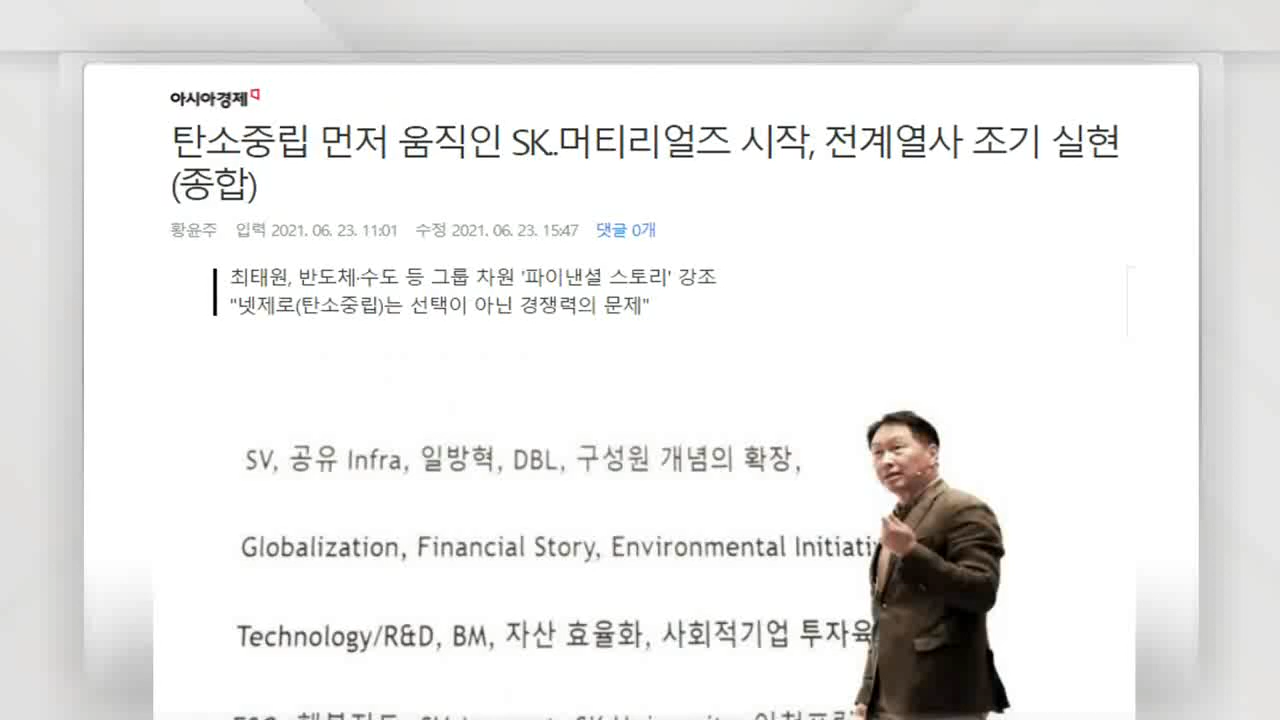 아시아경제
탄소중립 먼저 움직인 SK..머티리얼즈 시작, 전계열사 조기 실현
(종합)
황윤주 입력 2021. 06. 23. 11:01 수정 2021. 06. 23. 15:47 댓글 0개
최태원, 반도체·수도 등 그룹 차원 '파이낸셜 스토리' 강조
"넷제로(탄소중립)는 선택이 아닌 경쟁력의 문제"
SV, 공유 Infra, 일방혁, DBL, 구성원 개념의 확장,
Globalization, Financial Story, Environmental
Technology/R&D, BM, 자산 효율화, 사회적기업